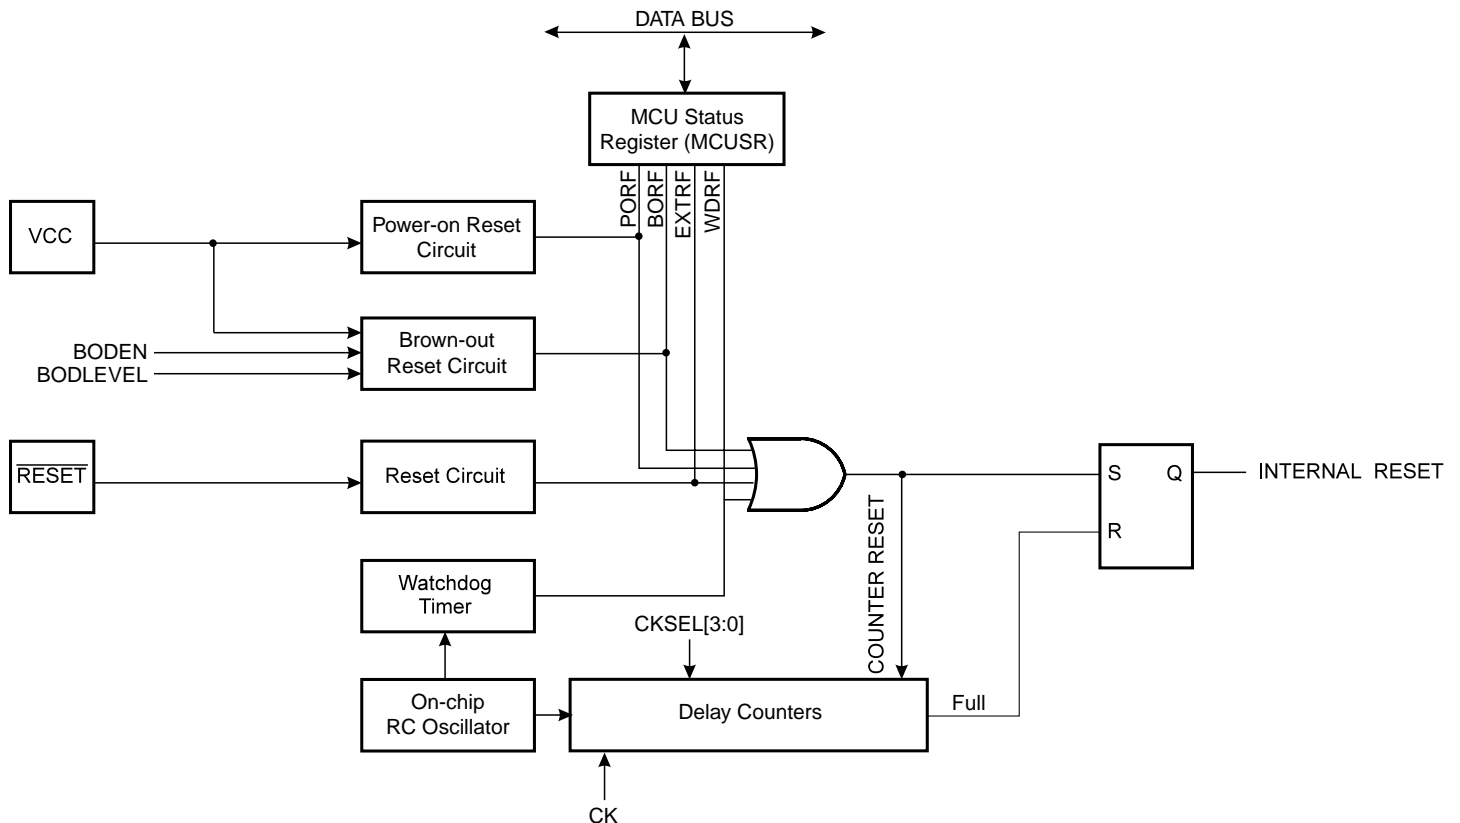 DATA BUS
MCU Status
Register (MCUSR)
PORF
BORF
EXTRF
WDRF
VCC
Power-on Reset
Circuit
BODEN
BODLEVEL
Brown-out
Reset Circuit
RESET
Reset Circuit
S
Q
INTERNAL RESET
R
COUNTER RESET
Watchdog
Timer
CKSEL[3:0]
On-chip
RC Oscillator
Delay Counters
Full
CK